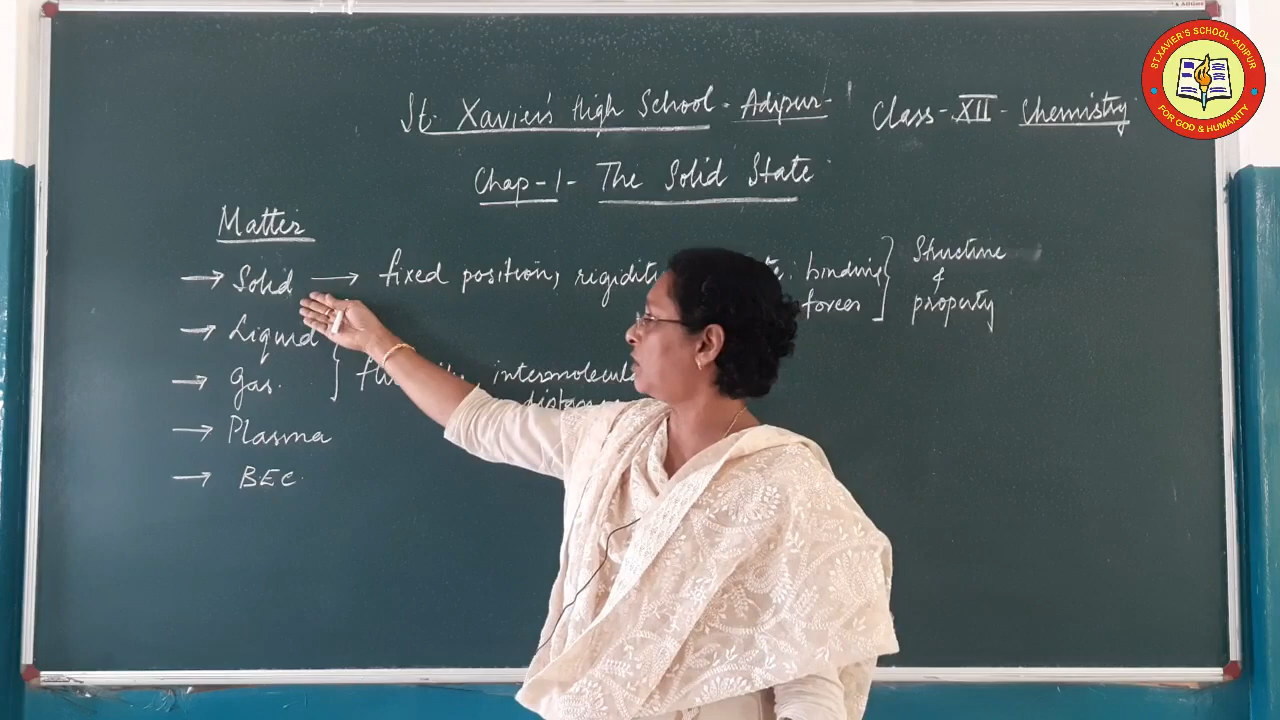 ST.XAVIER'S SCHOOL-ADIPUR
FOR GOD & HUMANITY
St. Xavier's High School - Adipur - Class - XII - Chemistry
Chap-1- The Solid State
Matter
→ Solid → fixed position, binding forces } Structure & property
→ Liquid
→ Gas. intermolecular
→ Plasma
→ BEC.